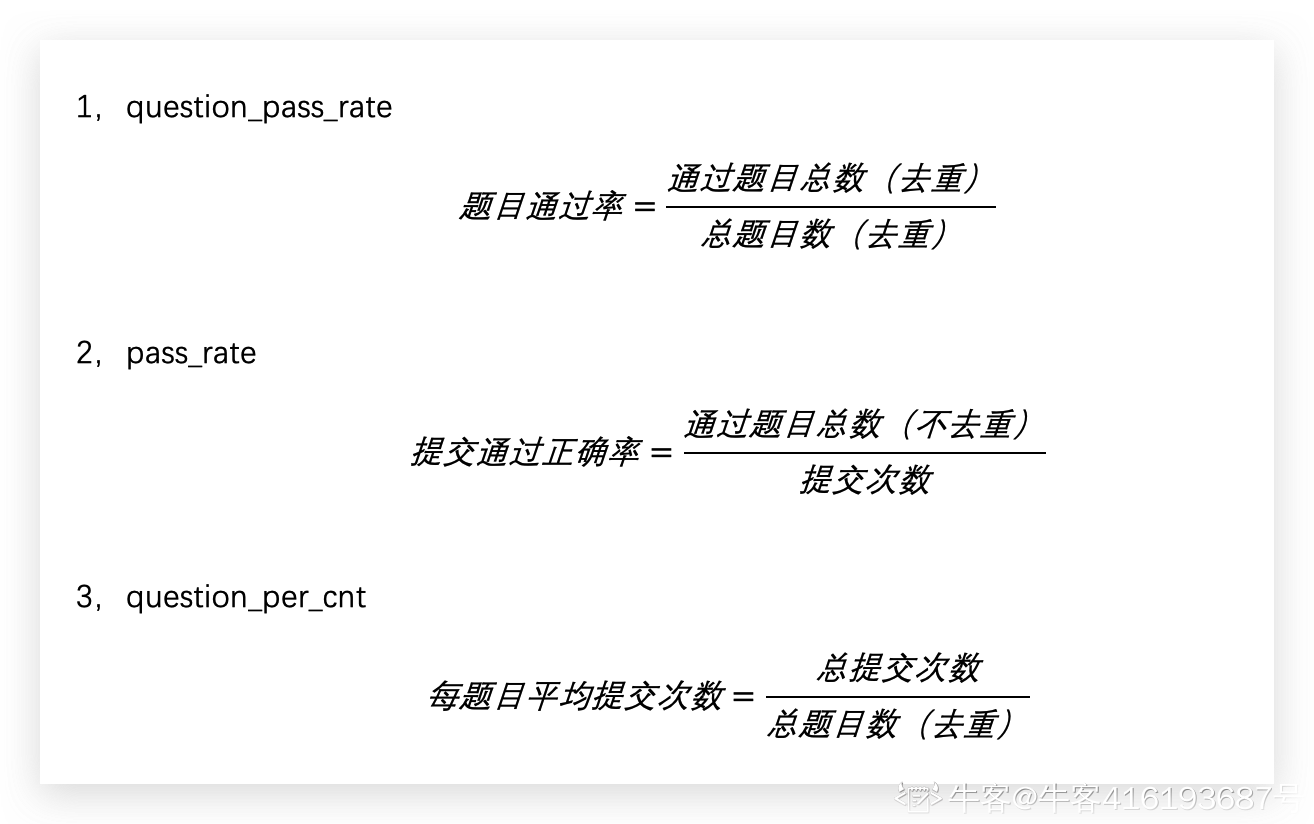 1，question_pass_rate
题目通过率 = 通过题目总数（去重）
总题目数（去重）
2，pass_rate
提交通过正确率 = 通过题目总数（不去重）
提交次数
3，question_per_cnt
每题目平均提交次数 = 总提交次数
总题目数（去重）
牛客@牛客416193687号